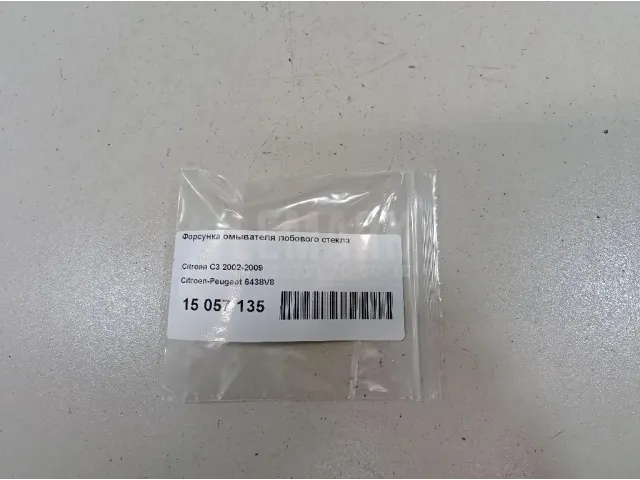 Форсунка омывателя лобового стекла
Citroen C3 2002-2009
Citroen-Peugeot 6438V8
15 057 135